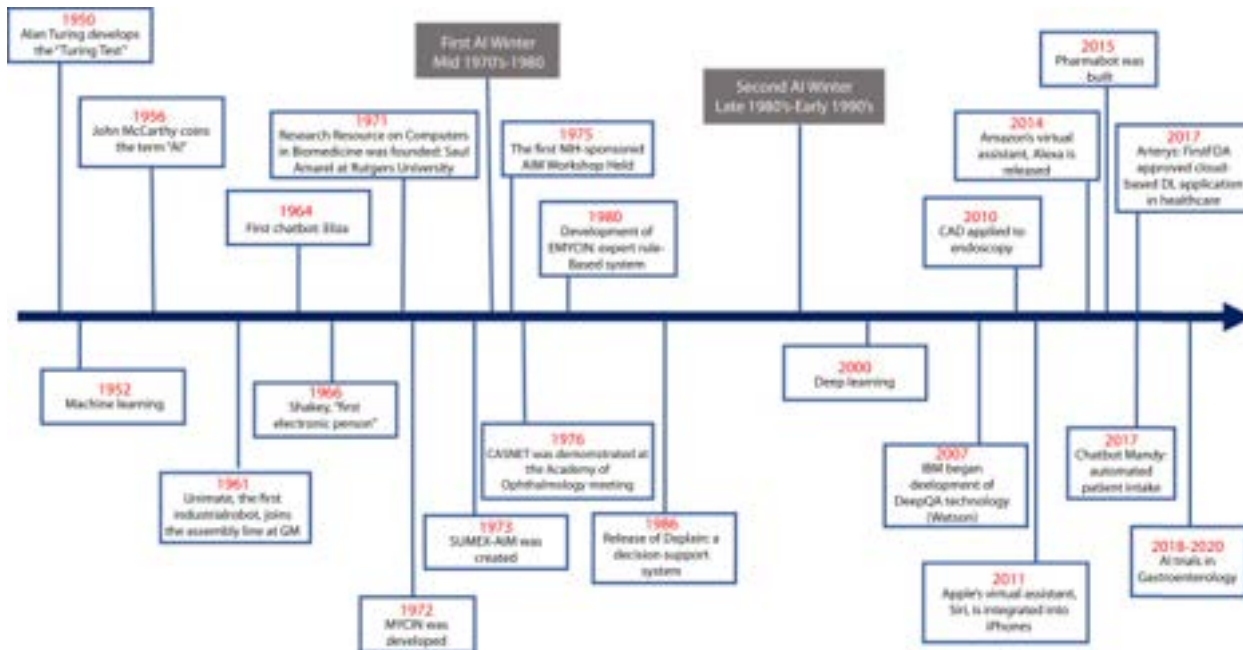 1950
Alan Turing develops
the "Turing Test"
First AI Winter
Mid 1970's-1980
2015
Pharmabot was
built
Second AI Winter
Late 1980's-Early 1990's
1956
John McCarthy coins
the term "AI"
1971
Research Resource on Computers
in Biomedicine was founded: Saul
Amarel at Rutgers University
1975
The first NIH-sponsored
AIM Workshop Held
2014
Amazon's virtual
assistant, Alexa is
released
2017
Arterys: FirstFDA
approved cloud-
based DL application
in healthcare
1964
First chatbot: Eliza
1980
Development of
EMYCIN: expert rule-
Based system
2010
CAD applied to
endoscopy
1952
Machine learning
1966
Shakey, "first
electronic person"
2000
Deep learning
1961
Unimate, the first
industrialrobot, joins
the assembly line at GM
1976
CASNET was demonstrated at
the Academy of
Ophthalmology meeting
2007
IBM began
deelopment of
DeepQA technology
(Watson)
2017
Chatbot Mandy:
automated
patient intake
1973
SUMEX-AIM was
created
1986
Release of Dxplain: a
decision support
system
2018-2020
AI trials in
Gastroenterology
1972
MYCIN was
developed
2011
Apple's virtual assistant,
Siri, is integrated into
iPhones